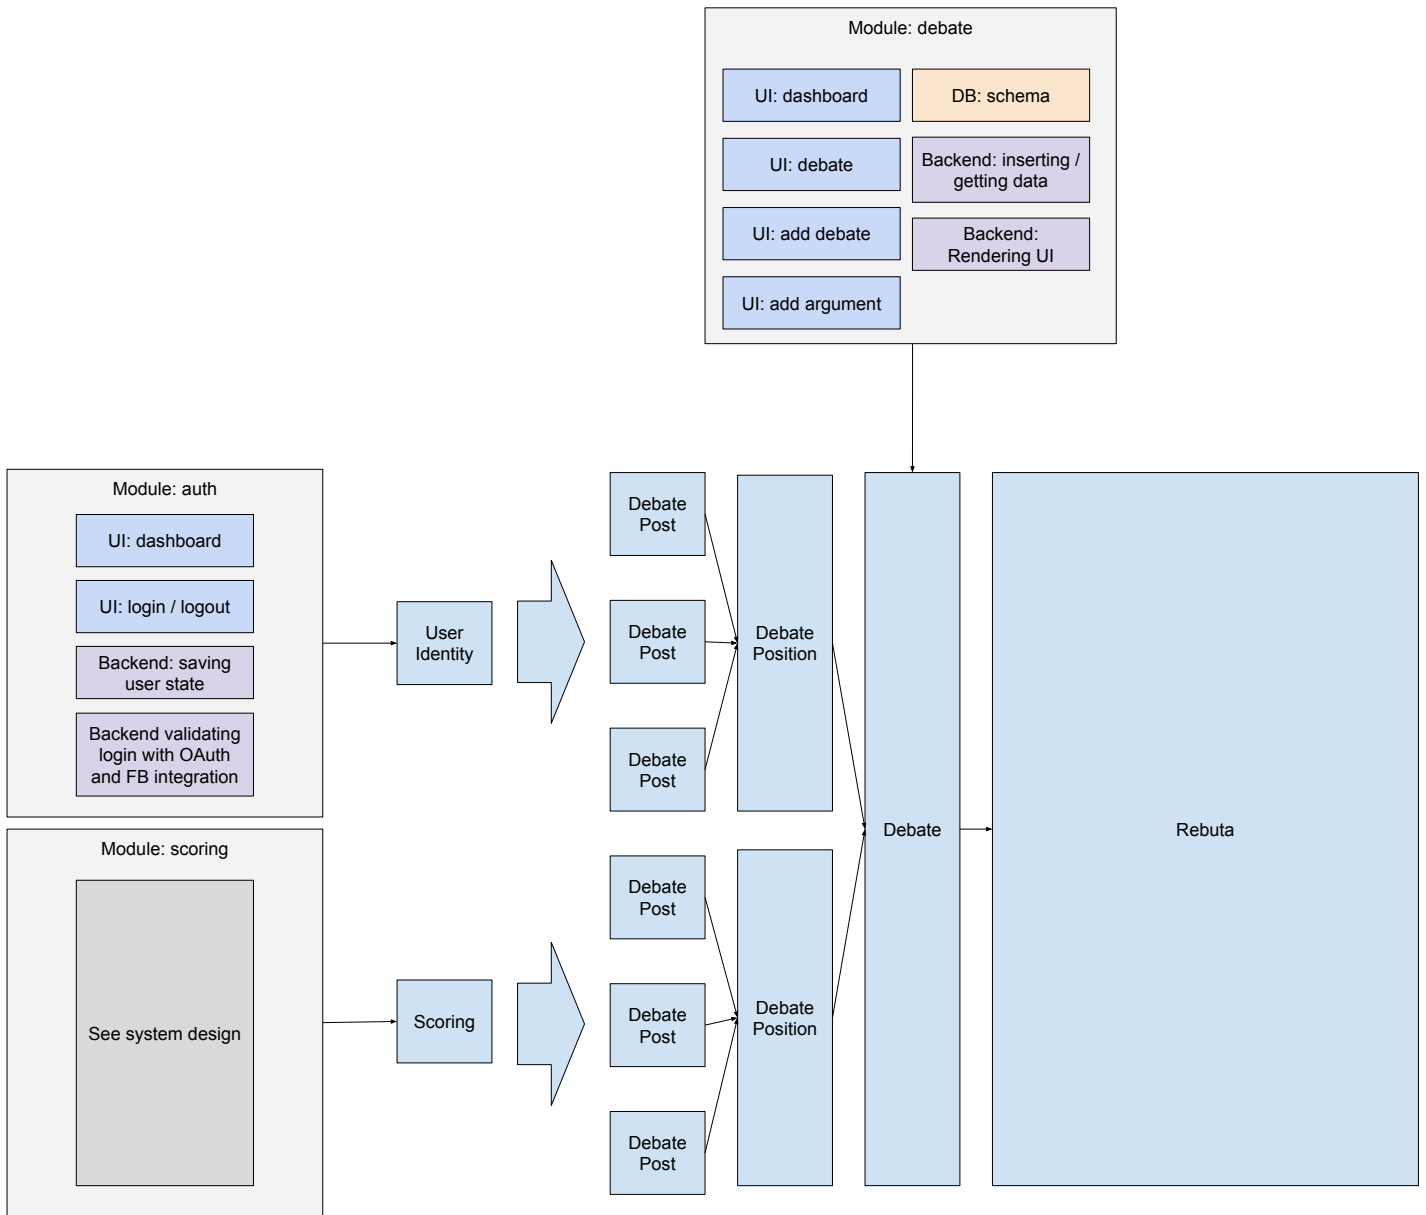 Module: debate
UI: dashboard
DB: schema
UI: debate
Backend: inserting /
getting data
UI: add debate
Backend:
Rendering UI
UI: add argument
Module: auth
UI: dashboard
UI: login / logout
Backend: saving
user state
Backend validating
login with OAuth
and FB integration
User
Identity
Debate
Post
Debate
Post
Debate
Post
Debate
Position
Module: scoring
See system design
Scoring
Debate
Post
Debate
Post
Debate
Post
Debate
Position
Debate
Rebuta